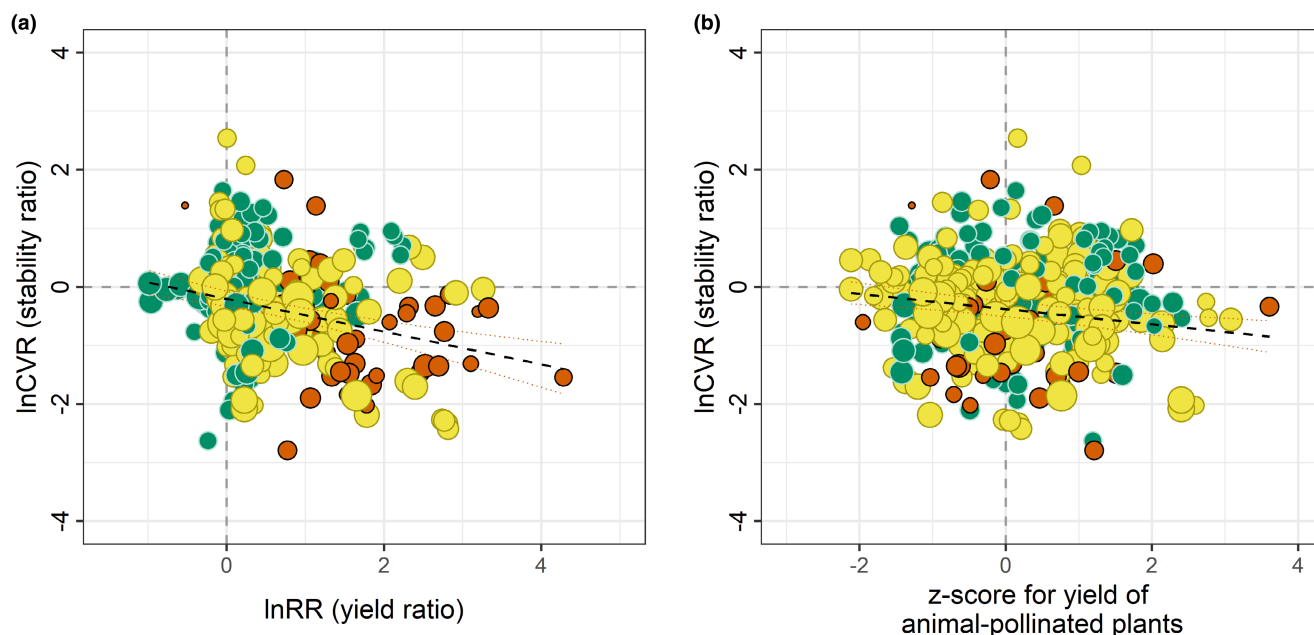 (a)
4
2
0
-2
-4
lnCVR (stability ratio)
0
2
4
lnRR (yield ratio)
(b)
4
2
0
-2
-4
lnCVR (stability ratio)
-2
0
2
4
z-score for yield of
animal-pollinated plants